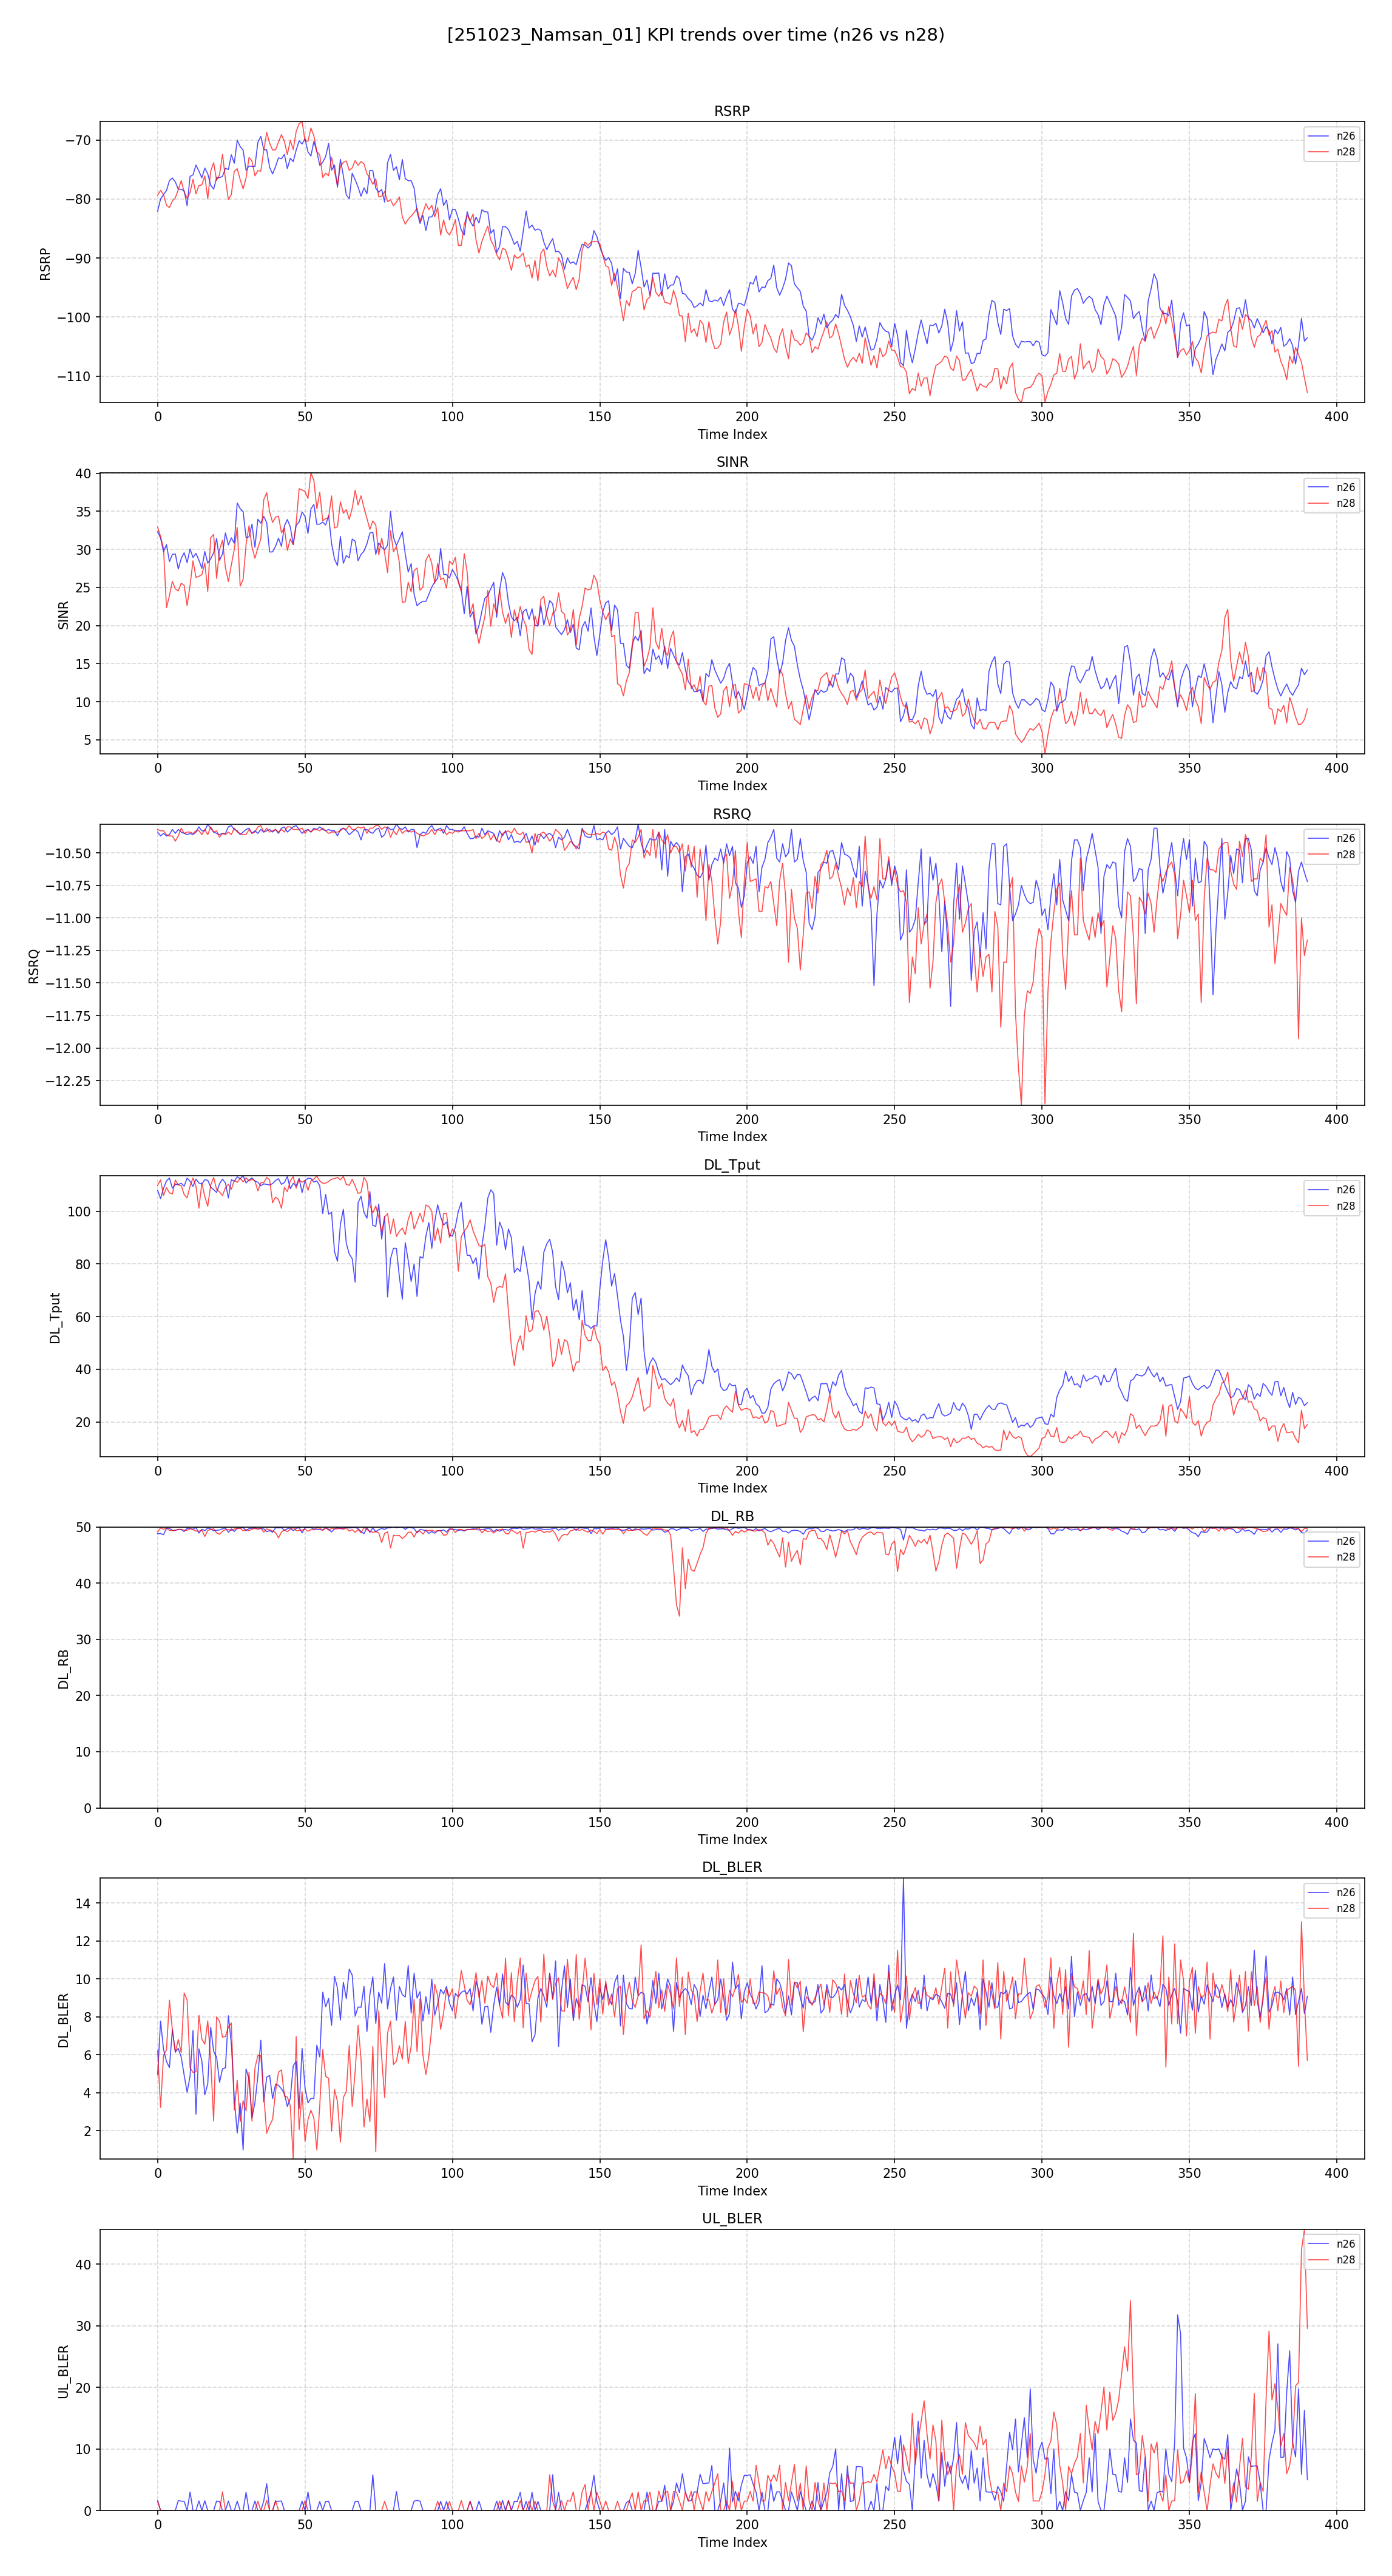 [251023_Namsan_01] KPI trends over time (n26 vs n28)
RSRP
n26
n28
RSRP
−70
−80
−90
−100
−110
0 50 100 150 200 250 300 350 400
Time Index
SINR
n26
n28
SINR
40
35
30
25
20
15
10
5
0 50 100 150 200 250 300 350 400
Time Index
RSRQ
n26
n28
RSRQ
−10.50
−10.75
−11.00
−11.25
−11.50
−11.75
−12.00
−12.25
0 50 100 150 200 250 300 350 400
Time Index
DL_Tput
n26
n28
DL_Tput
100
80
60
40
20
0 50 100 150 200 250 300 350 400
Time Index
DL_RB
n26
n28
DL_RB
50
40
30
20
10
0
0 50 100 150 200 250 300 350 400
Time Index
DL_BLER
n26
n28
DL_BLER
14
12
10
8
6
4
2
0 50 100 150 200 250 300 350 400
Time Index
UL_BLER
n26
n28
UL_BLER
40
30
20
10
0
0 50 100 150 200 250 300 350 400
Time Index